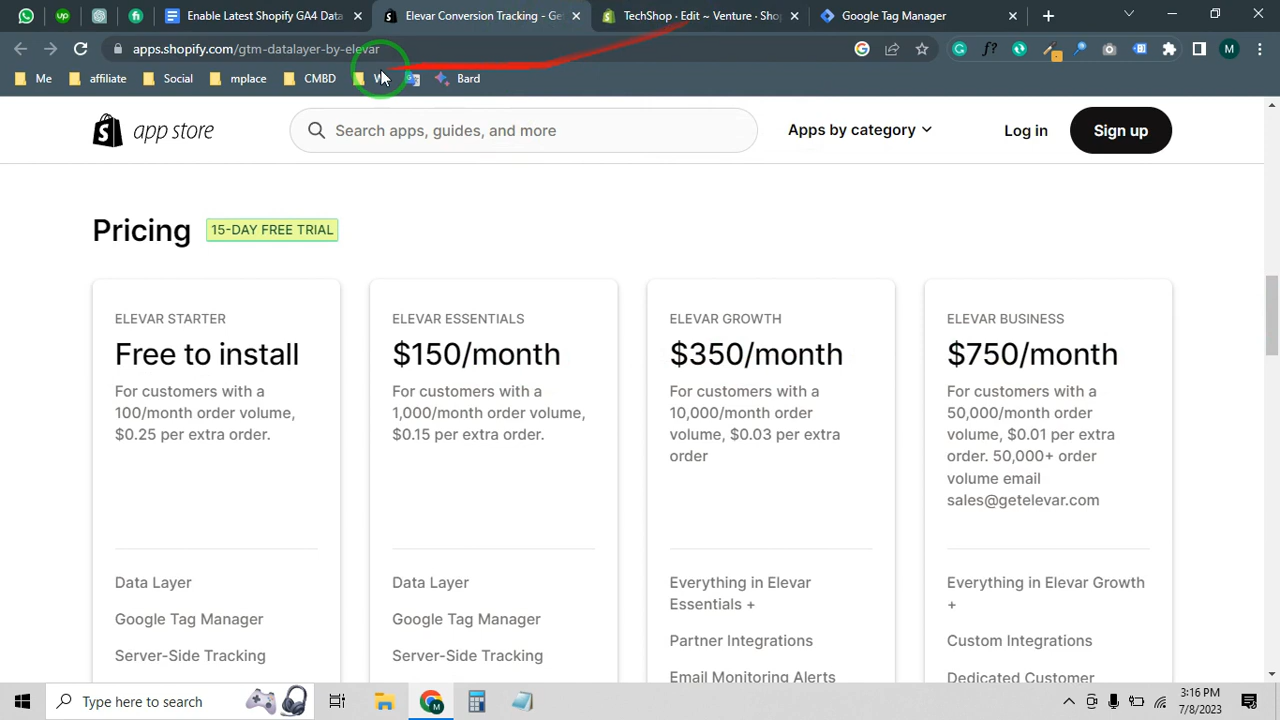 Enable Latest Shopify GA4 Data
Elevar Conversion Tracking - Get
TechShop · Edit ~ Venture · Shop
Google Tag Manager
apps.shopify.com/gtm-datalayer-by-elevar
Me
affiliate
Social
mplace
CMBD
Bard
app store
Search apps, guides, and more
Apps by category
Log in
Sign up
Pricing
15-DAY FREE TRIAL
ELEVAR STARTER
Free to install
For customers with a
100/month order volume,
$0.25 per extra order.
Data Layer
Google Tag Manager
Server-Side Tracking
ELEVAR ESSENTIALS
$150/month
For customers with a
1,000/month order volume,
$0.15 per extra order.
Data Layer
Google Tag Manager
Server-Side Tracking
ELEVAR GROWTH
$350/month
For customers with a
10,000/month order
volume, $0.03 per extra
order
Everything in Elevar
Essentials +
Partner Integrations
Email Monitoring Alerts
ELEVAR BUSINESS
$750/month
For customers with a
50,000/month order
volume, $0.01 per extra
order. 50,000+ order
volume email
sales@getelevar.com
Everything in Elevar Growth
+
Custom Integrations
Dedicated Customer
Type here to search
3:16 PM
7/8/2023